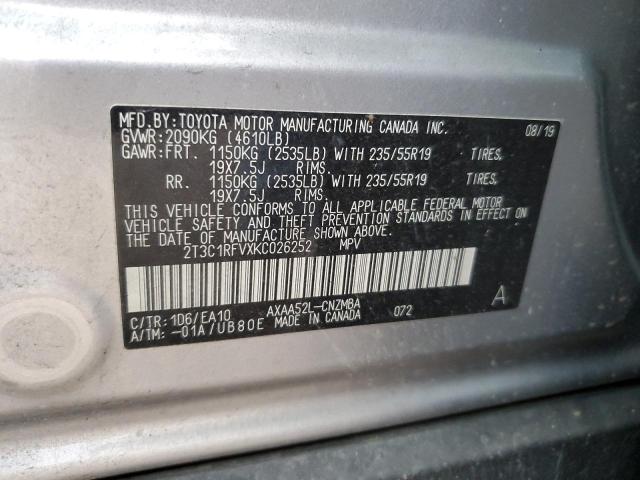 MFD.BY:TOYOTA MOTOR MANUFACTURING CANADA INC. 08/19
GVWR:2090KG (4610LB)
GAWR:FRT. 1150KG (2535LB) WITH 235/55R19 TIRES,
19X7.5J RIMS.
RR. 1150KG (2535LB) WITH 235/55R19 TIRES,
19X7.5J RIMS.
THIS VEHICLE CONFORMS TO ALL APPLICABLE FEDERAL MOTOR
VEHICLE SAFETY AND THEFT PREVENTION STANDARDS IN EFFECT ON
THE DATE OF MANUFACTURE SHOWN ABOVE.
2T3C1RFVXKC026252 MPV
AXAA52L-CNZMBA 072 A
C/TR:1D6/EA10
A/TM:-01A/UB80E MADE IN CANADA